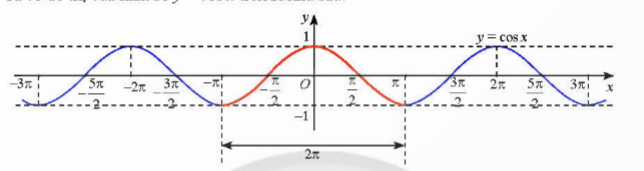 y
1
y = cos x
-3π
-5π/2
-2π
-3π/2
-π
-π/2
O
π/2
π
3π/2
2π
5π/2
3π
x
-1
2π